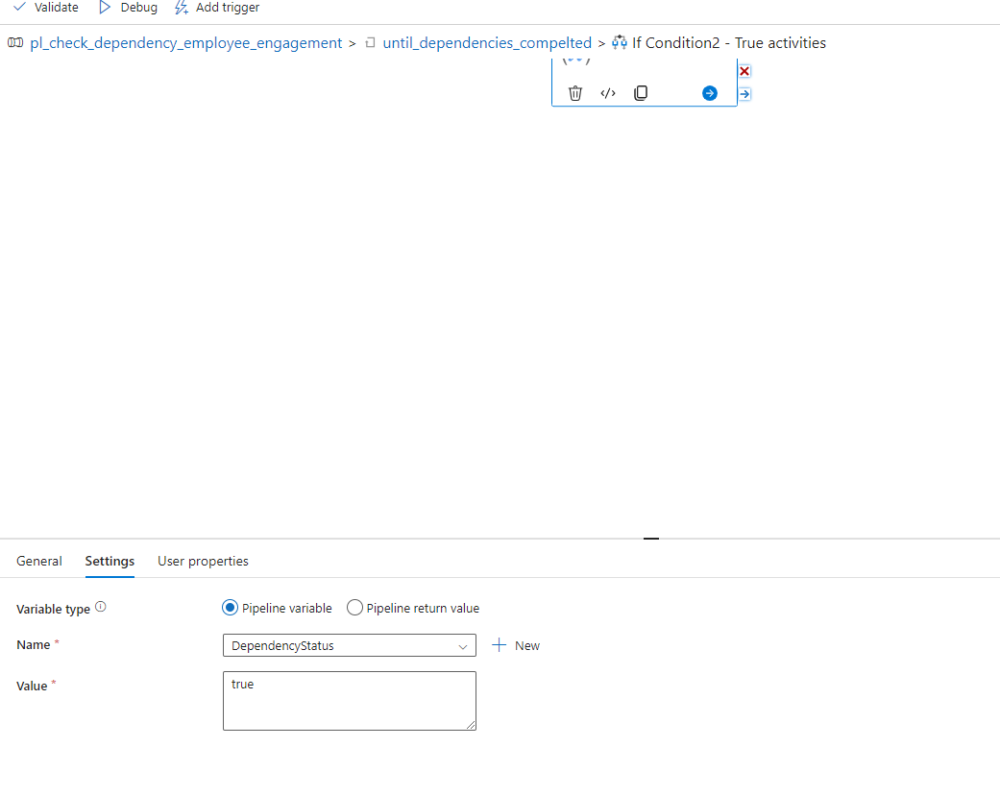 Validate Debug Add trigger
pl_check_dependency_employee_engagement > until_dependencies_compelted > If Condition2 - True activities
General Settings User properties
Variable type Pipeline variable Pipeline return value
Name * DependencyStatus New
Value * true